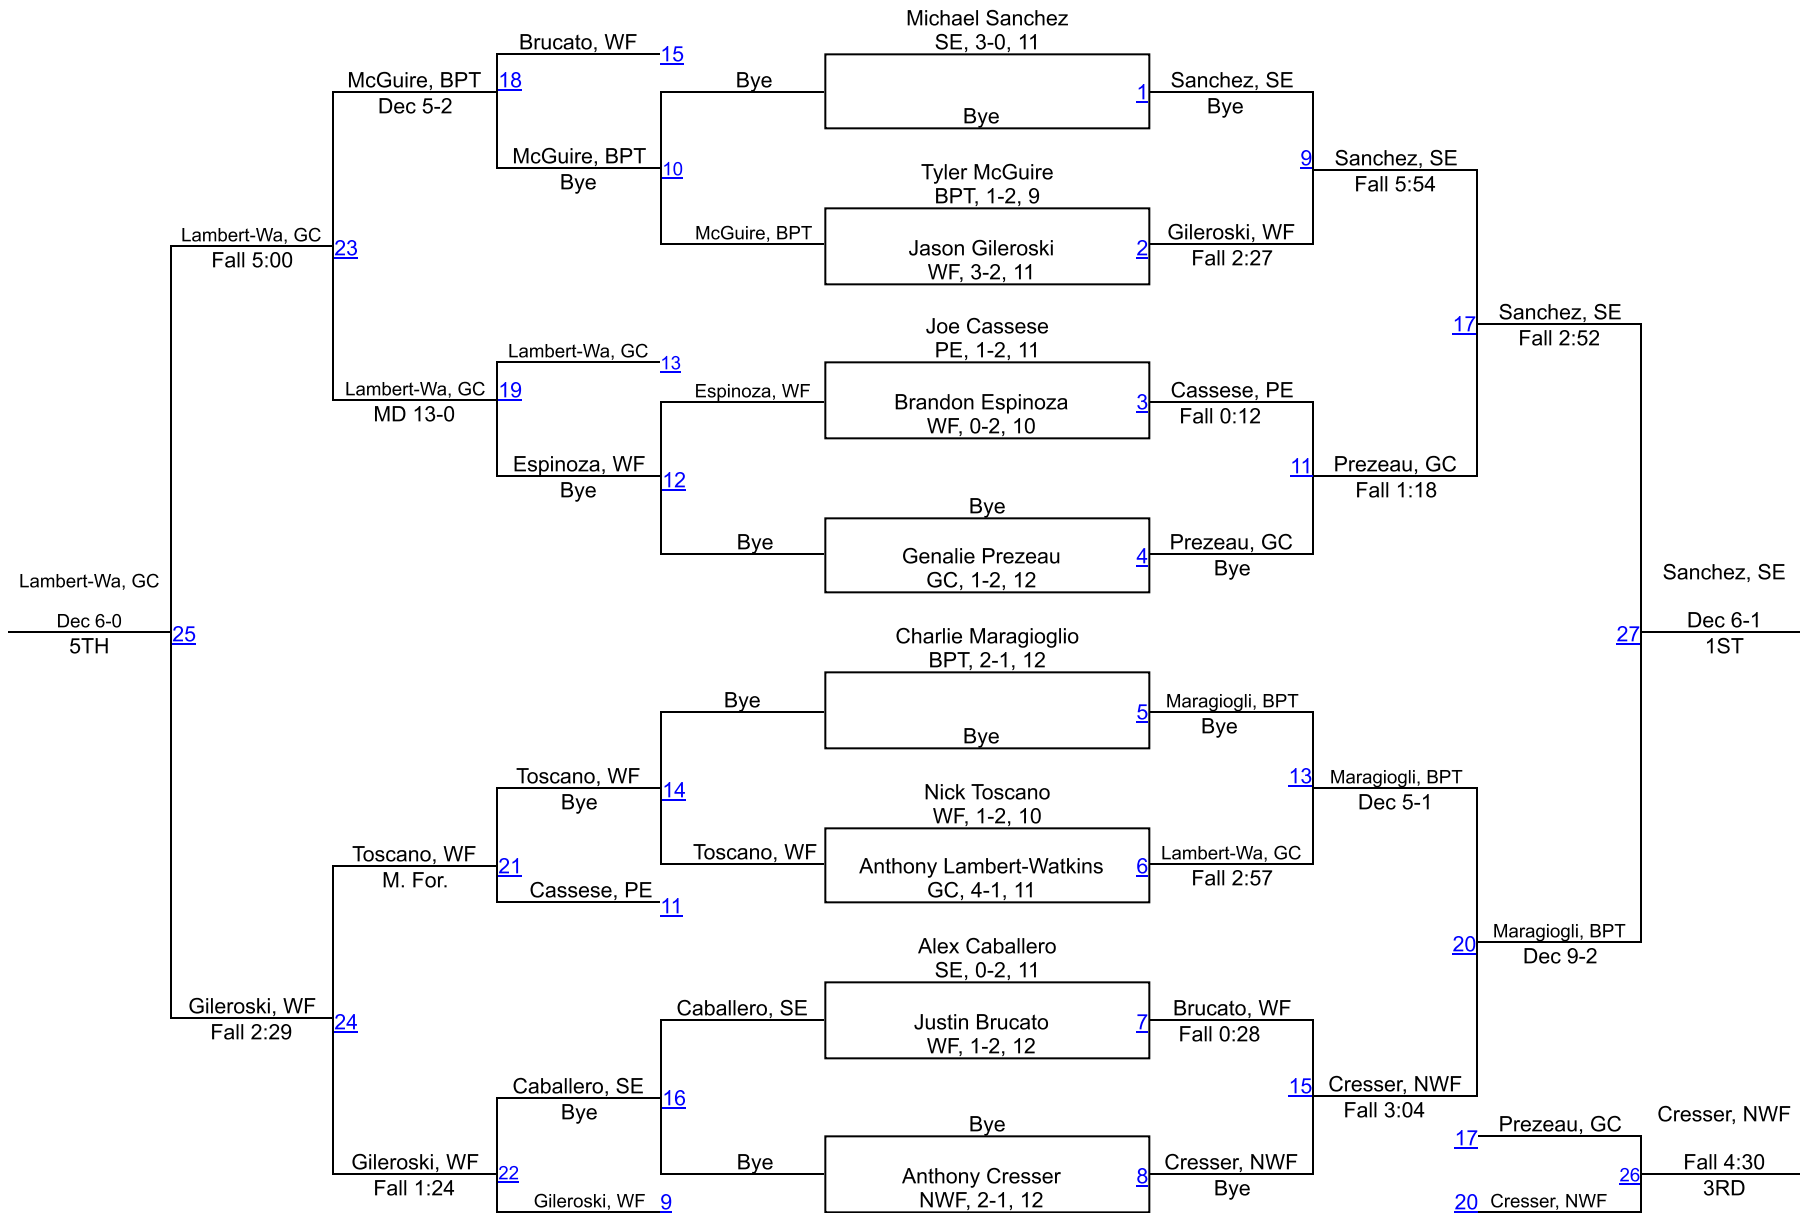 Michael Sanchez
SE, 3-0, 11
Brucato, WF
15
McGuire, BPT
18
Bye
1
Sanchez, SE
Dec 5-2
Bye
Bye
McGuire, BPT
10
9
Sanchez, SE
Bye
Tyler McGuire
Fall 5:54
BPT, 1-2, 9
Lambert-Wa, GC
23
McGuire, BPT
Jason Gileroski
2
Gileroski, WF
Fall 5:00
WF, 3-2, 11
Fall 2:27
Joe Cassese
17
Sanchez, SE
Lambert-Wa, GC
13
PE, 1-2, 11
Fall 2:52
Lambert-Wa, GC
19
Espinoza, WF
Brandon Espinoza
3
Cassese, PE
MD 13-0
WF, 0-2, 10
Fall 0:12
Espinoza, WF
12
11
Prezeau, GC
Bye
Bye
Fall 1:18
Bye
Genalie Prezeau
4
Prezeau, GC
Lambert-Wa, GC
GC, 1-2, 12
Bye
Sanchez, SE
Dec 6-0
25
Charlie Maragioglio
27
Dec 6-1
5TH
BPT, 2-1, 12
1ST
Bye
5
Maragiogli, BPT
Bye
Bye
Toscano, WF
14
13
Maragiogli, BPT
Bye
Nick Toscano
Dec 5-1
WF, 1-2, 10
Toscano, WF
21
Toscano, WF
Anthony Lambert-Watkins
6
Lambert-Wa, GC
M. For.
Cassese, PE
11
GC, 4-1, 11
Fall 2:57
Alex Caballero
20
Maragiogli, BPT
SE, 0-2, 11
Dec 9-2
Gileroski, WF
24
Caballero, SE
Justin Brucato
7
Brucato, WF
Fall 2:29
WF, 1-2, 12
Fall 0:28
Caballero, SE
16
15
Cresser, NWF
Bye
Bye
Fall 3:04
Prezeau, GC
Cresser, NWF
17
Gileroski, WF
22
Bye
Anthony Cresser
8
Cresser, NWF
26
Fall 4:30
Fall 1:24
Gileroski, WF
9
NWF, 2-1, 12
Bye
20
Cresser, NWF
3RD